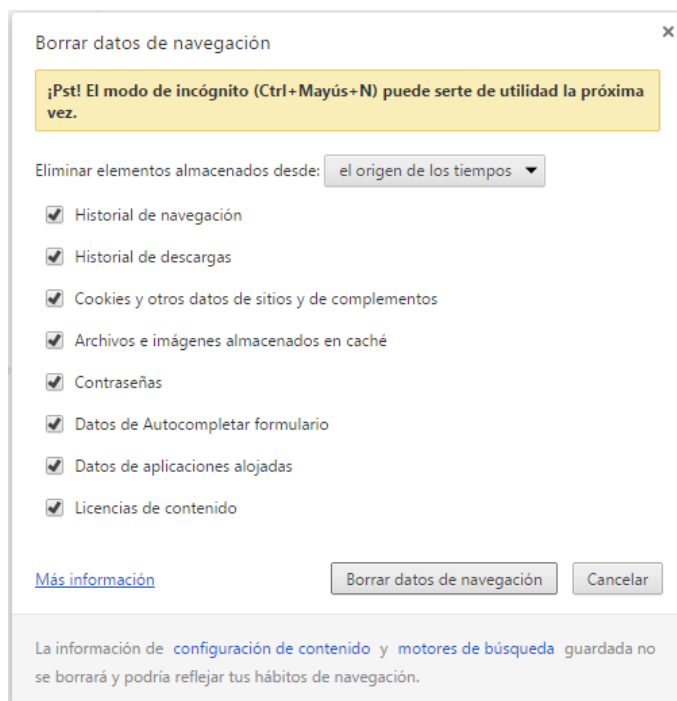 Borrar datos de navegación
¡Pst! El modo de incógnito (Ctrl+Mayús+N) puede serte de utilidad la próxima
vez.
Eliminar elementos almacenados desde: el origen de los tiempos
Historial de navegación
Historial de descargas
Cookies y otros datos de sitios y de complementos
Archivos e imágenes almacenados en caché
Contraseñas
Datos de Autocompletar formulario
Datos de aplicaciones alojadas
Licencias de contenido
Más información Borrar datos de navegación Cancelar
La información de configuración de contenido y motores de búsqueda guardada no
se borrará y podría reflejar tus hábitos de navegación.